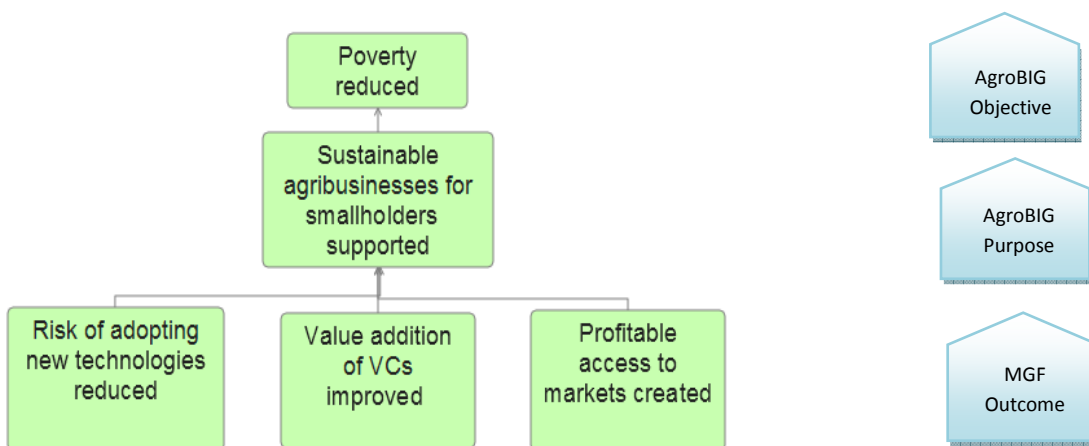 Poverty
reduced
AgroBIG
Objective
Sustainable
agribusinesses for
smallholders
supported
AgroBIG
Purpose
Risk of adopting
new technologies
reduced
Value addition
of VCs
improved
Profitable
access to
markets created
MGF
Outcome